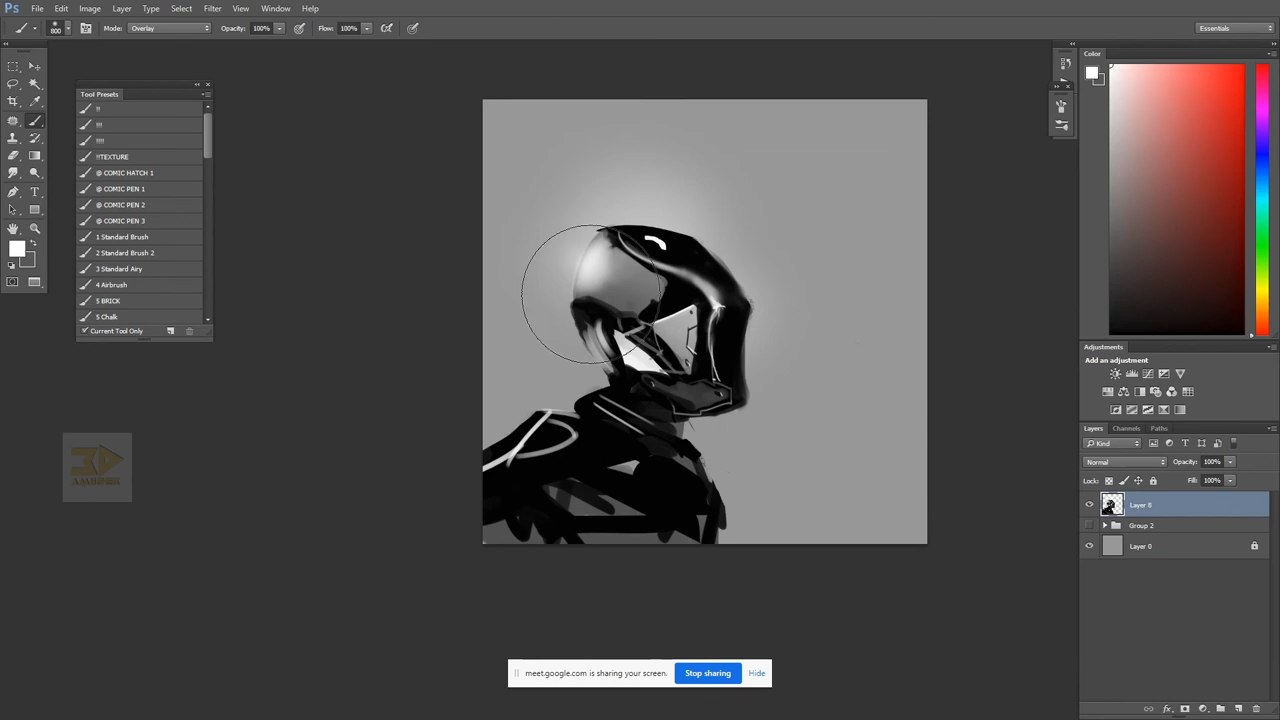 Ps File Edit Image Layer Type Select Filter View Window Help
800 Mode: Overlay Opacity: 100% Flow: 100% Essentials
Tool Presets
!!
!!!
!!!!
!!TEXTURE
@ COMIC HATCH 1
@ COMIC PEN 1
@ COMIC PEN 2
@ COMIC PEN 3
1 Standard Brush
2 Standard Brush 2
3 Standard Airy
4 Airbrush
5 BRICK
5 Chalk
Current Tool Only
Color
Adjustments
Add an adjustment
Layers Channels Paths
Kind
Normal Opacity: 100%
Lock: Fill: 100%
Layer 8
Group 2
Layer 0
meet.google.com is sharing your screen. Stop sharing Hide